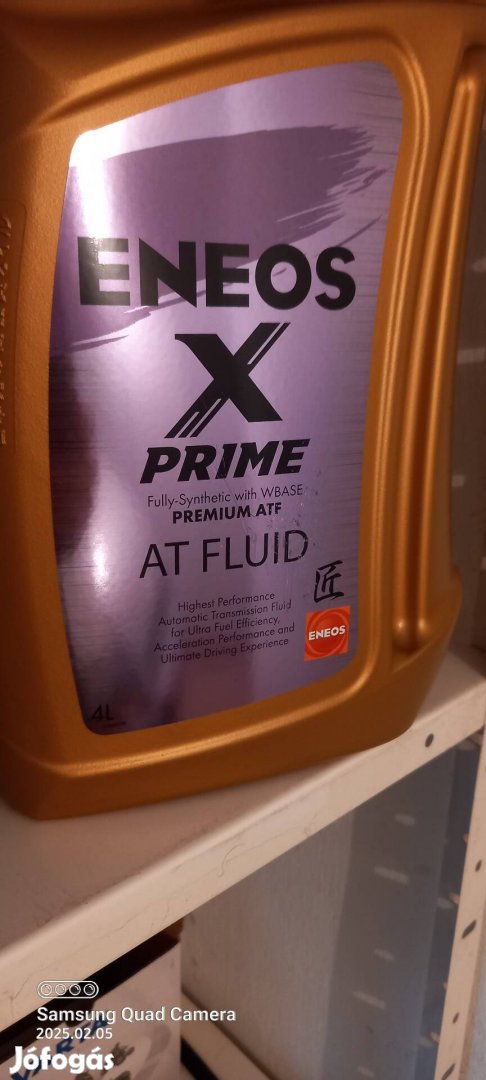 ENEOS
X
PRIME
Fully-Synthetic with WBASE
PREMIUM ATF
AT FLUID
匠
Highest Performance
Automatic Transmission Fluid
for Ultra Fuel Efficiency,
Acceleration Performance and
Ultimate Driving Experience
ENEOS
4L
Samsung Quad Camera
2025.02.05
Jófogás